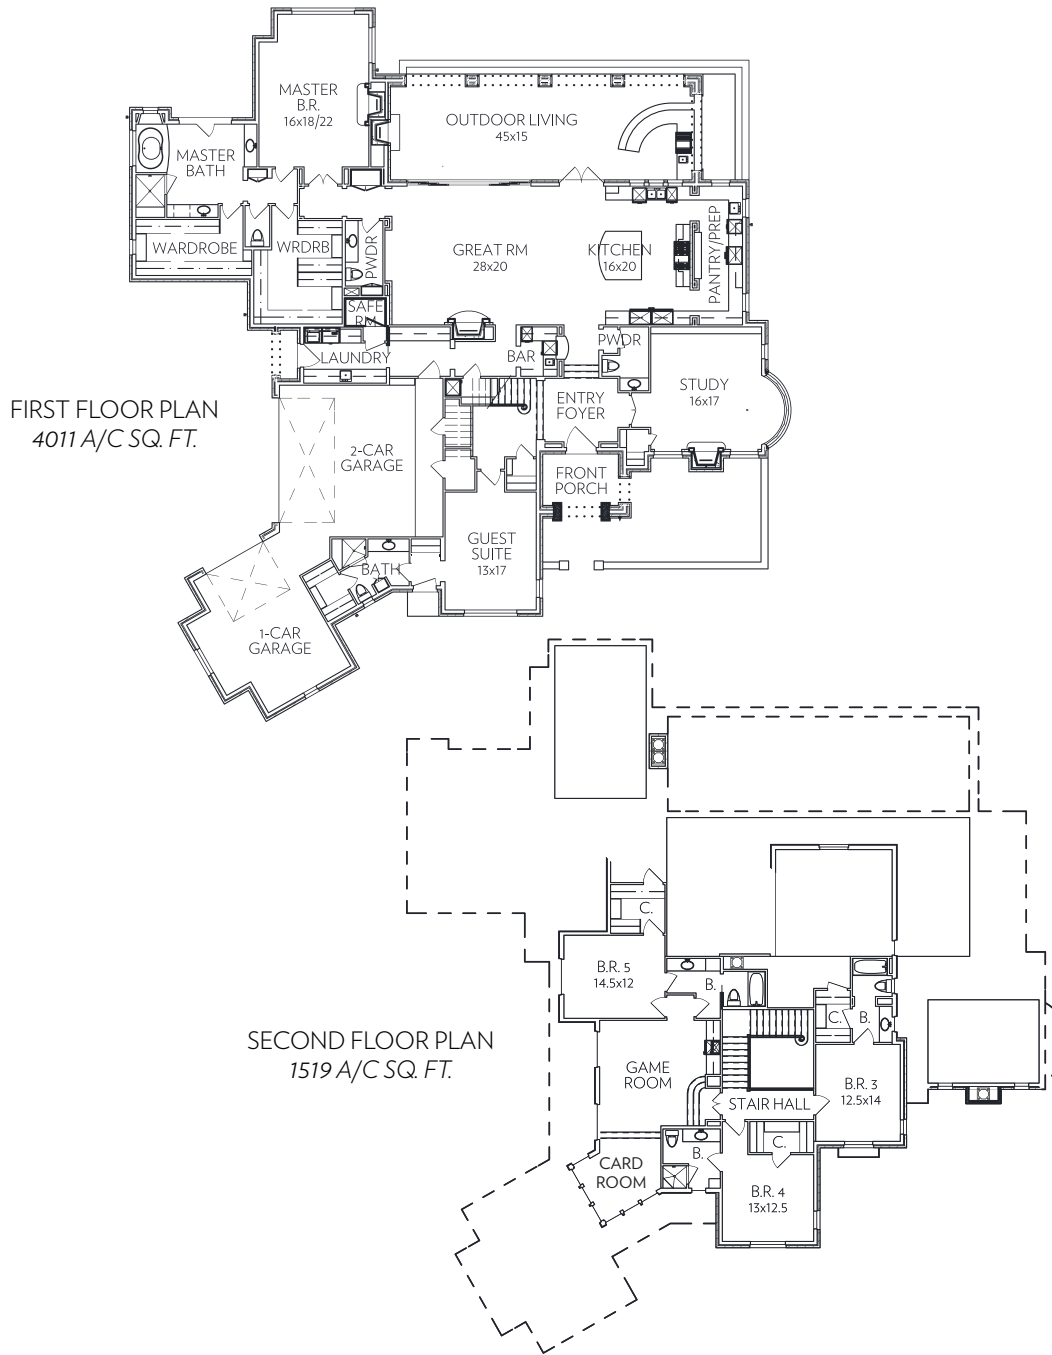 MASTER
B.R.
16x18/22
OUTDOOR LIVING
45x15
MASTER
BATH
WARDROBE
WRDRB
PWDR
GREAT RM
28x20
KITCHEN
16x20
PANTRY/PREP
SAFE
RM
LAUNDRY
BAR
PWDR
STUDY
16x17
ENTRY
FOYER
FIRST FLOOR PLAN
4011 A/C SQ. FT.
2-CAR
GARAGE
FRONT
PORCH
GUEST
SUITE
13x17
BATH
1-CAR
GARAGE
C.
B.R. 5
14.5x12
B.
C.
B.
SECOND FLOOR PLAN
1519 A/C SQ. FT.
GAME
ROOM
B.R. 3
12.5x14
STAIR HALL
C.
B.
CARD
ROOM
B.R. 4
13x12.5